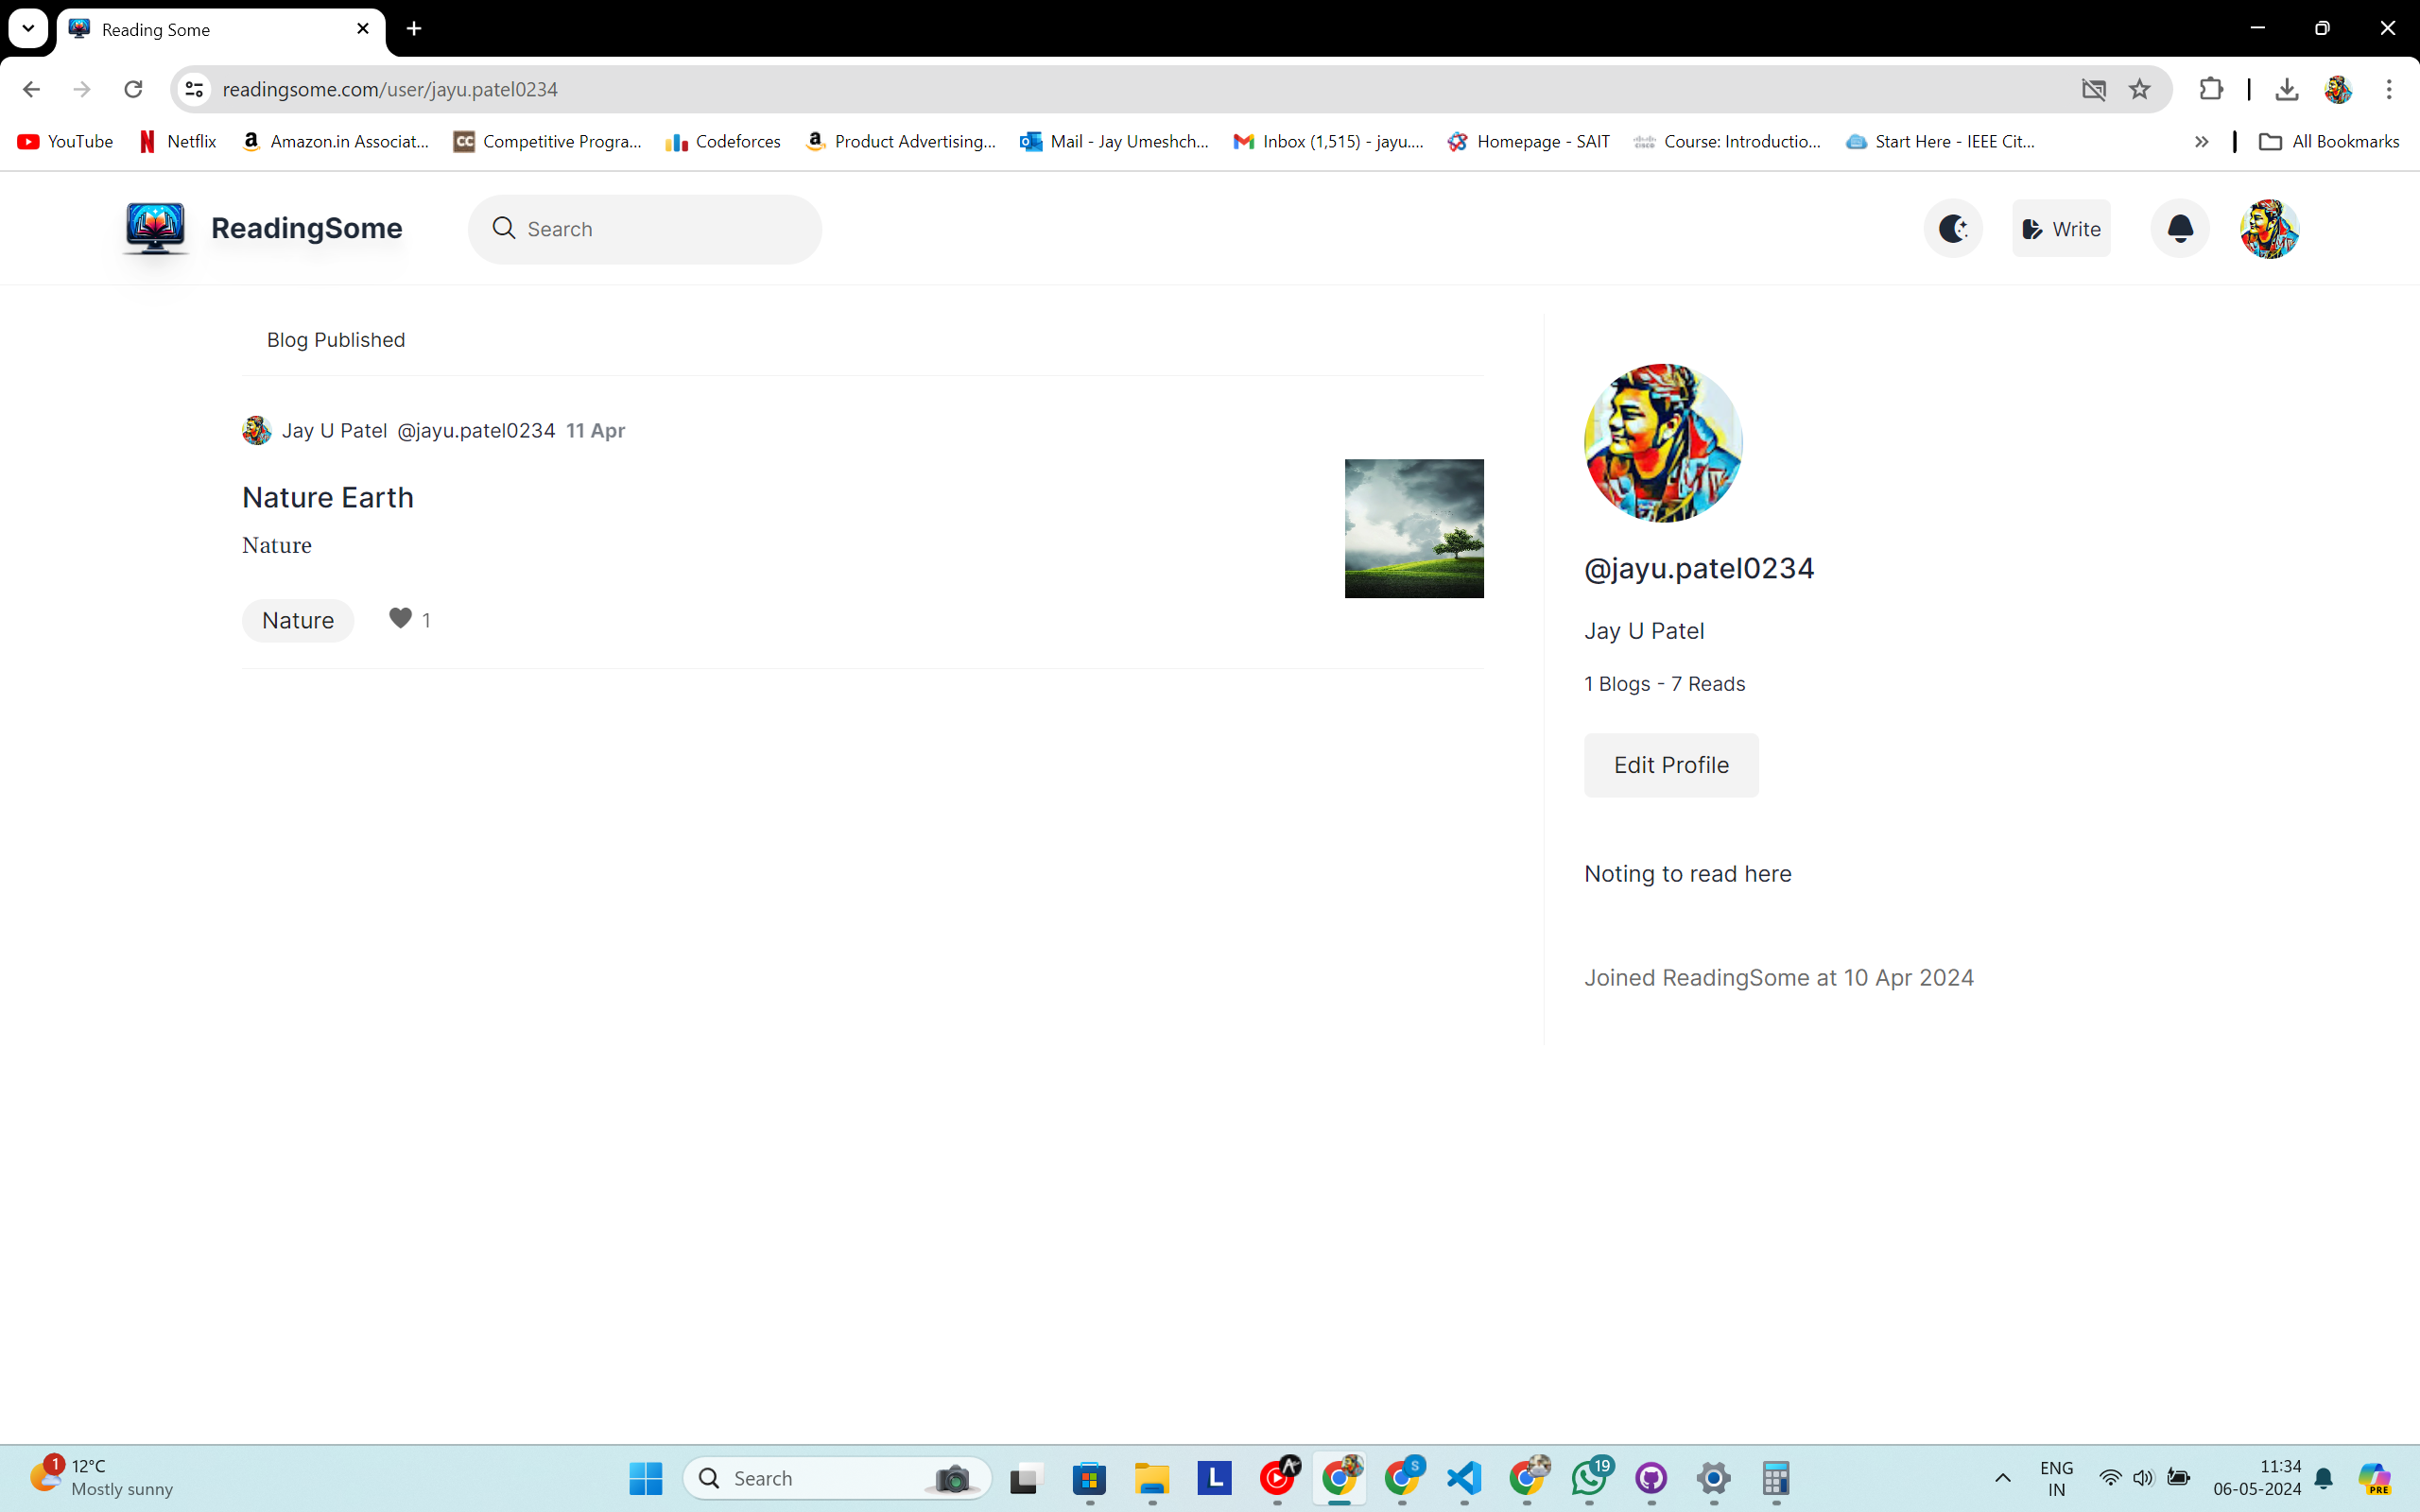 Reading Some
readingsome.com/user/jayu.patel0234
YouTube Netflix Amazon.in Associat... CC Competitive Progra... Codeforces Product Advertising... Mail - Jay Umeshch... Inbox (1,515) - jayu.... Homepage - SAIT Course: Introductio... Start Here - IEEE Cit... All Bookmarks
ReadingSome Search Write
Blog Published
Jay U Patel @jayu.patel0234 11 Apr
Nature Earth
Nature
Nature 1
@jayu.patel0234
Jay U Patel
1 Blogs - 7 Reads
Edit Profile
Noting to read here
Joined ReadingSome at 10 Apr 2024
1 12°C
Mostly sunny
Search
L
S
19
ENG
IN
11:34
06-05-2024
PRE